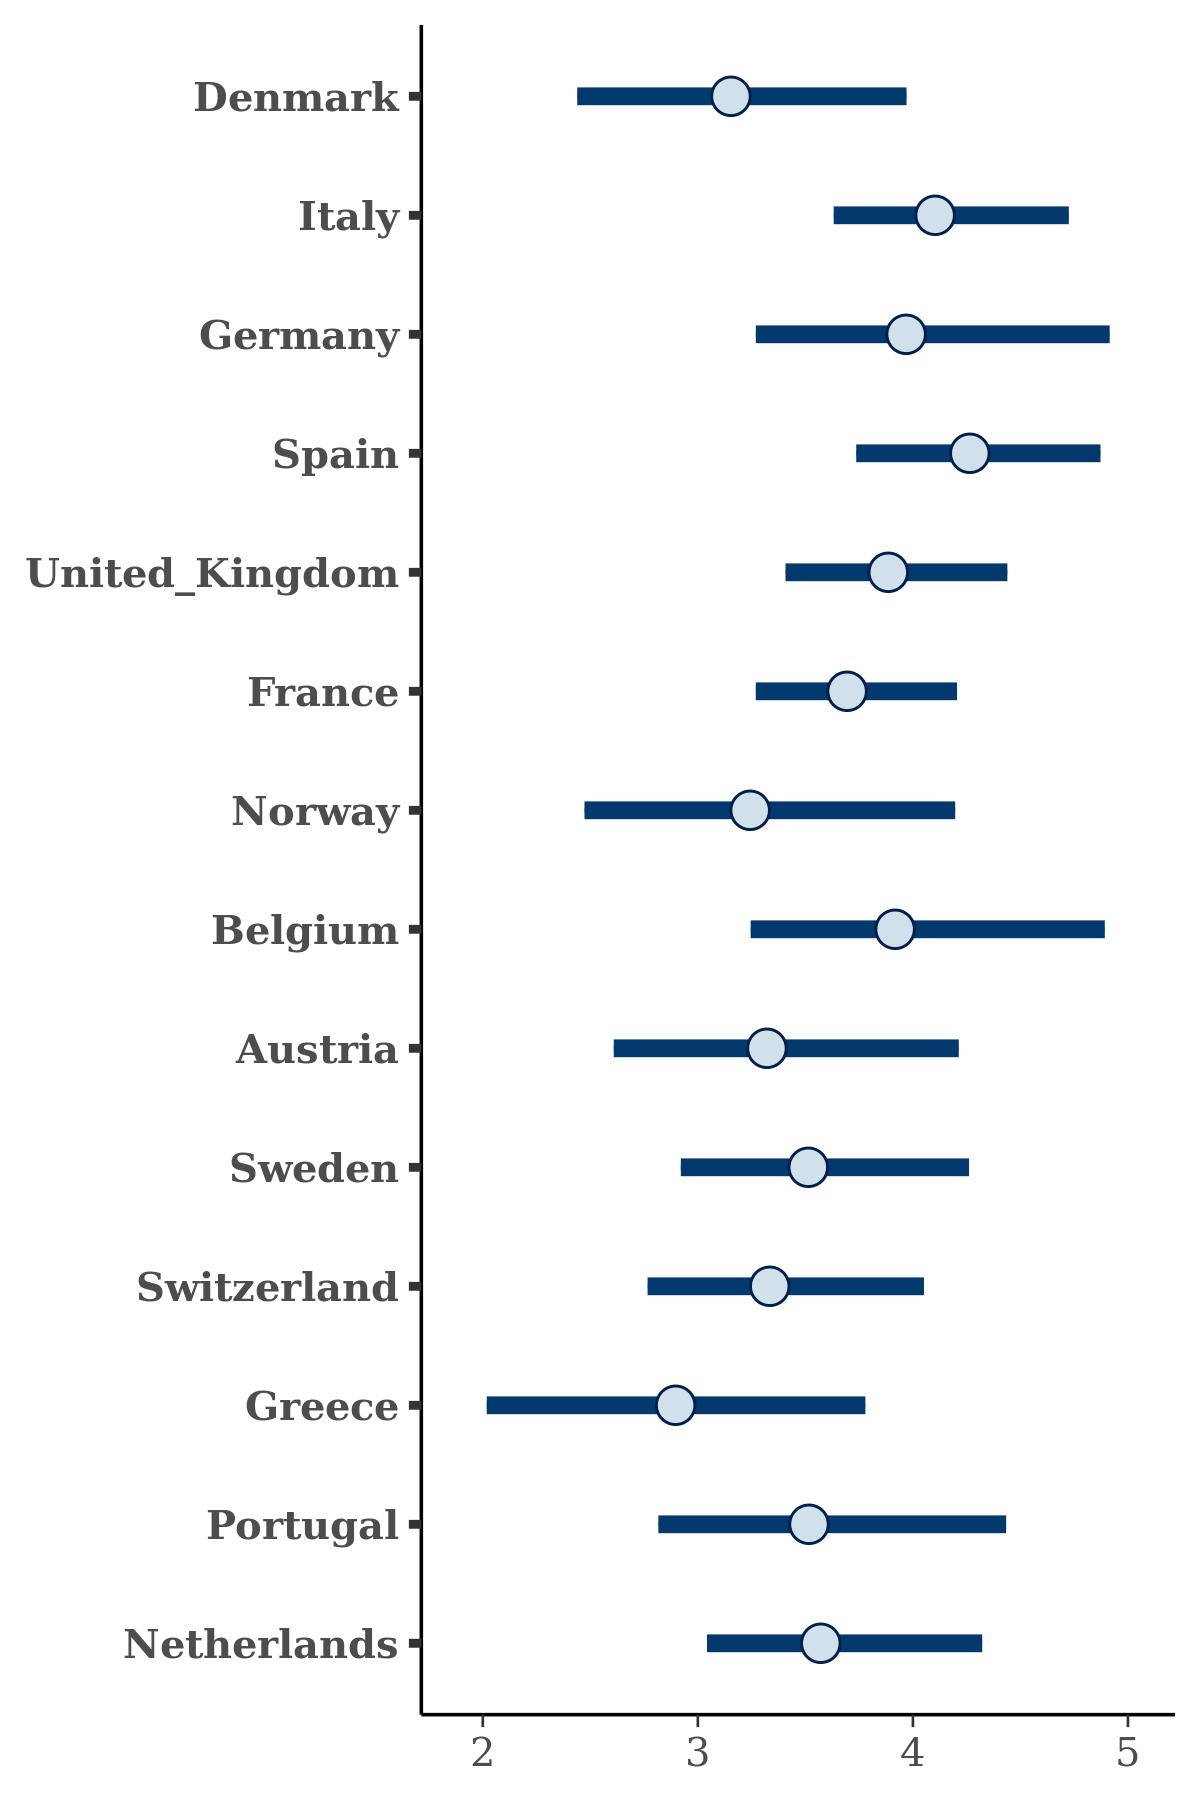 Denmark
Italy
Germany
Spain
United_Kingdom
France
Norway
Belgium
Austria
Sweden
Switzerland
Greece
Portugal
Netherlands
2 3 4 5